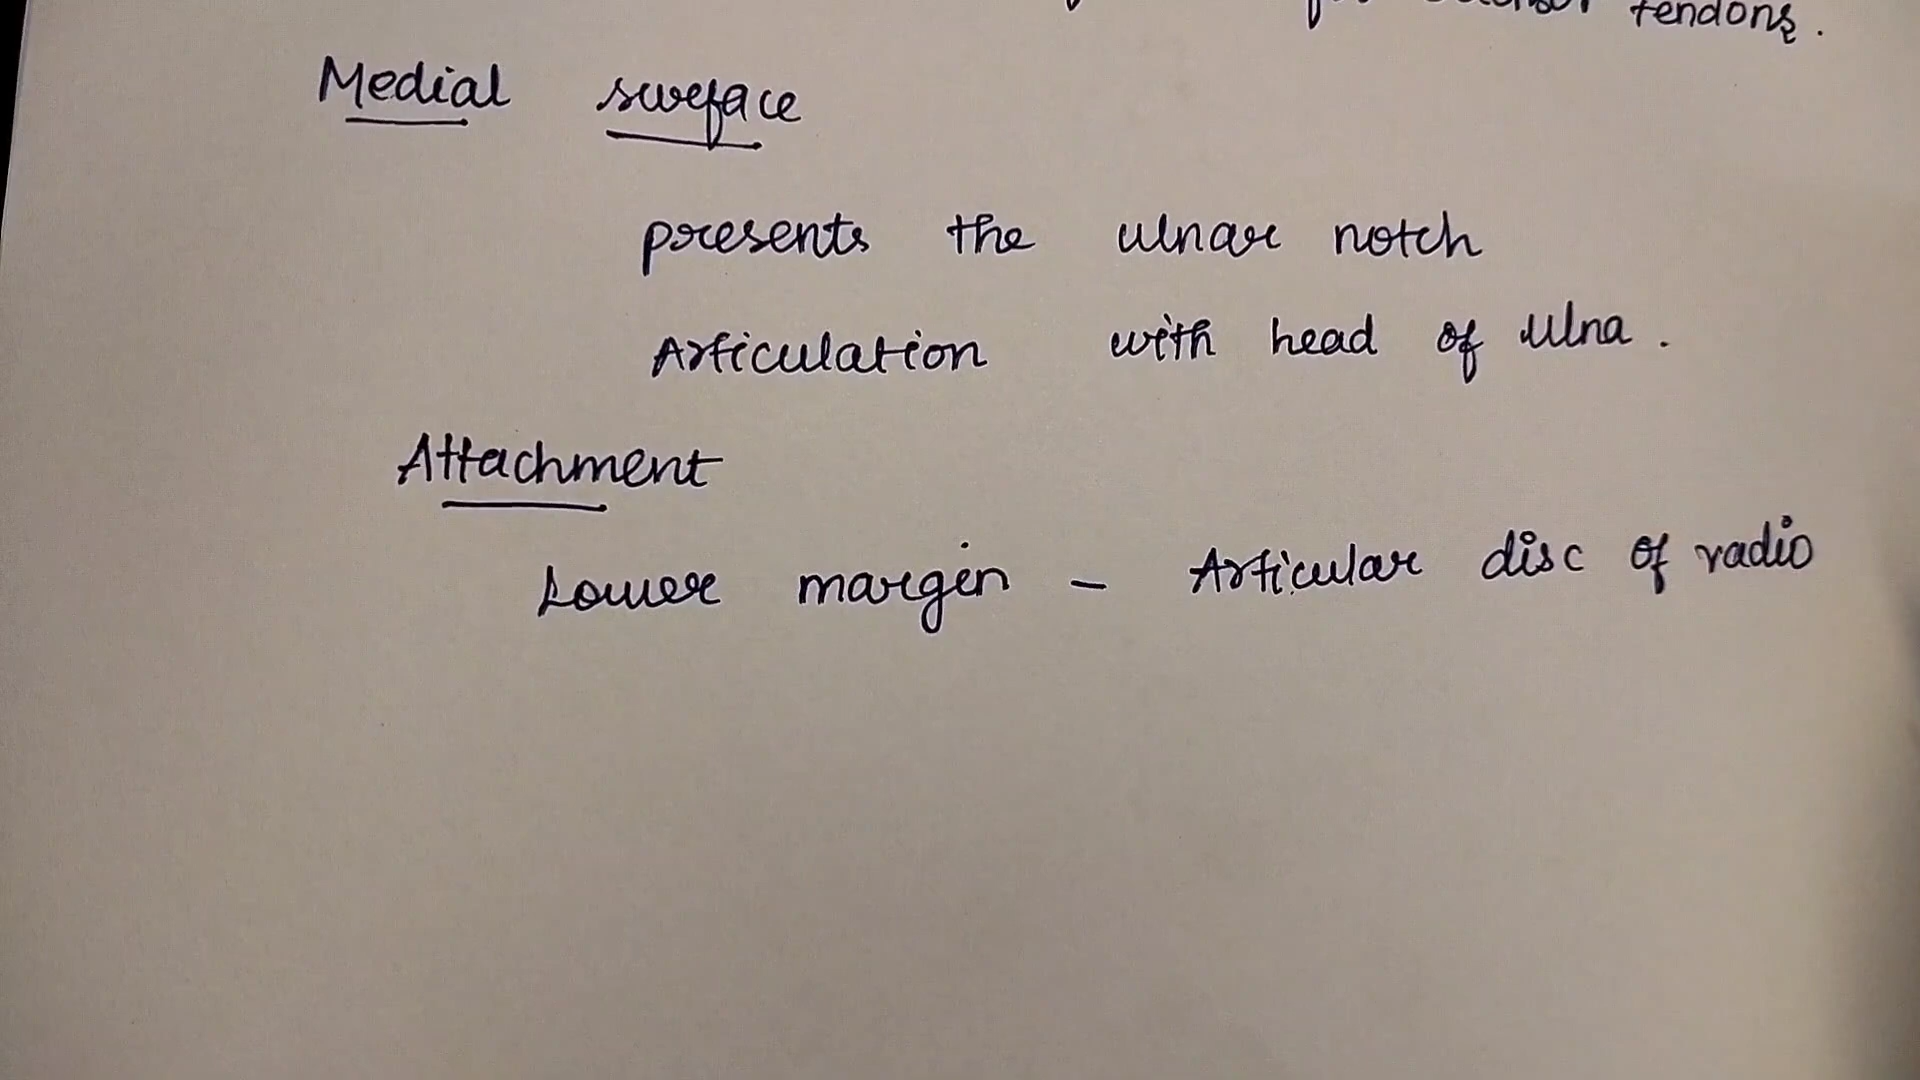 tendons.
Medial surface
presents the ulnar notch
Articulation with head of Ulna.
Attachment
Lower margin - Articular disc of radio